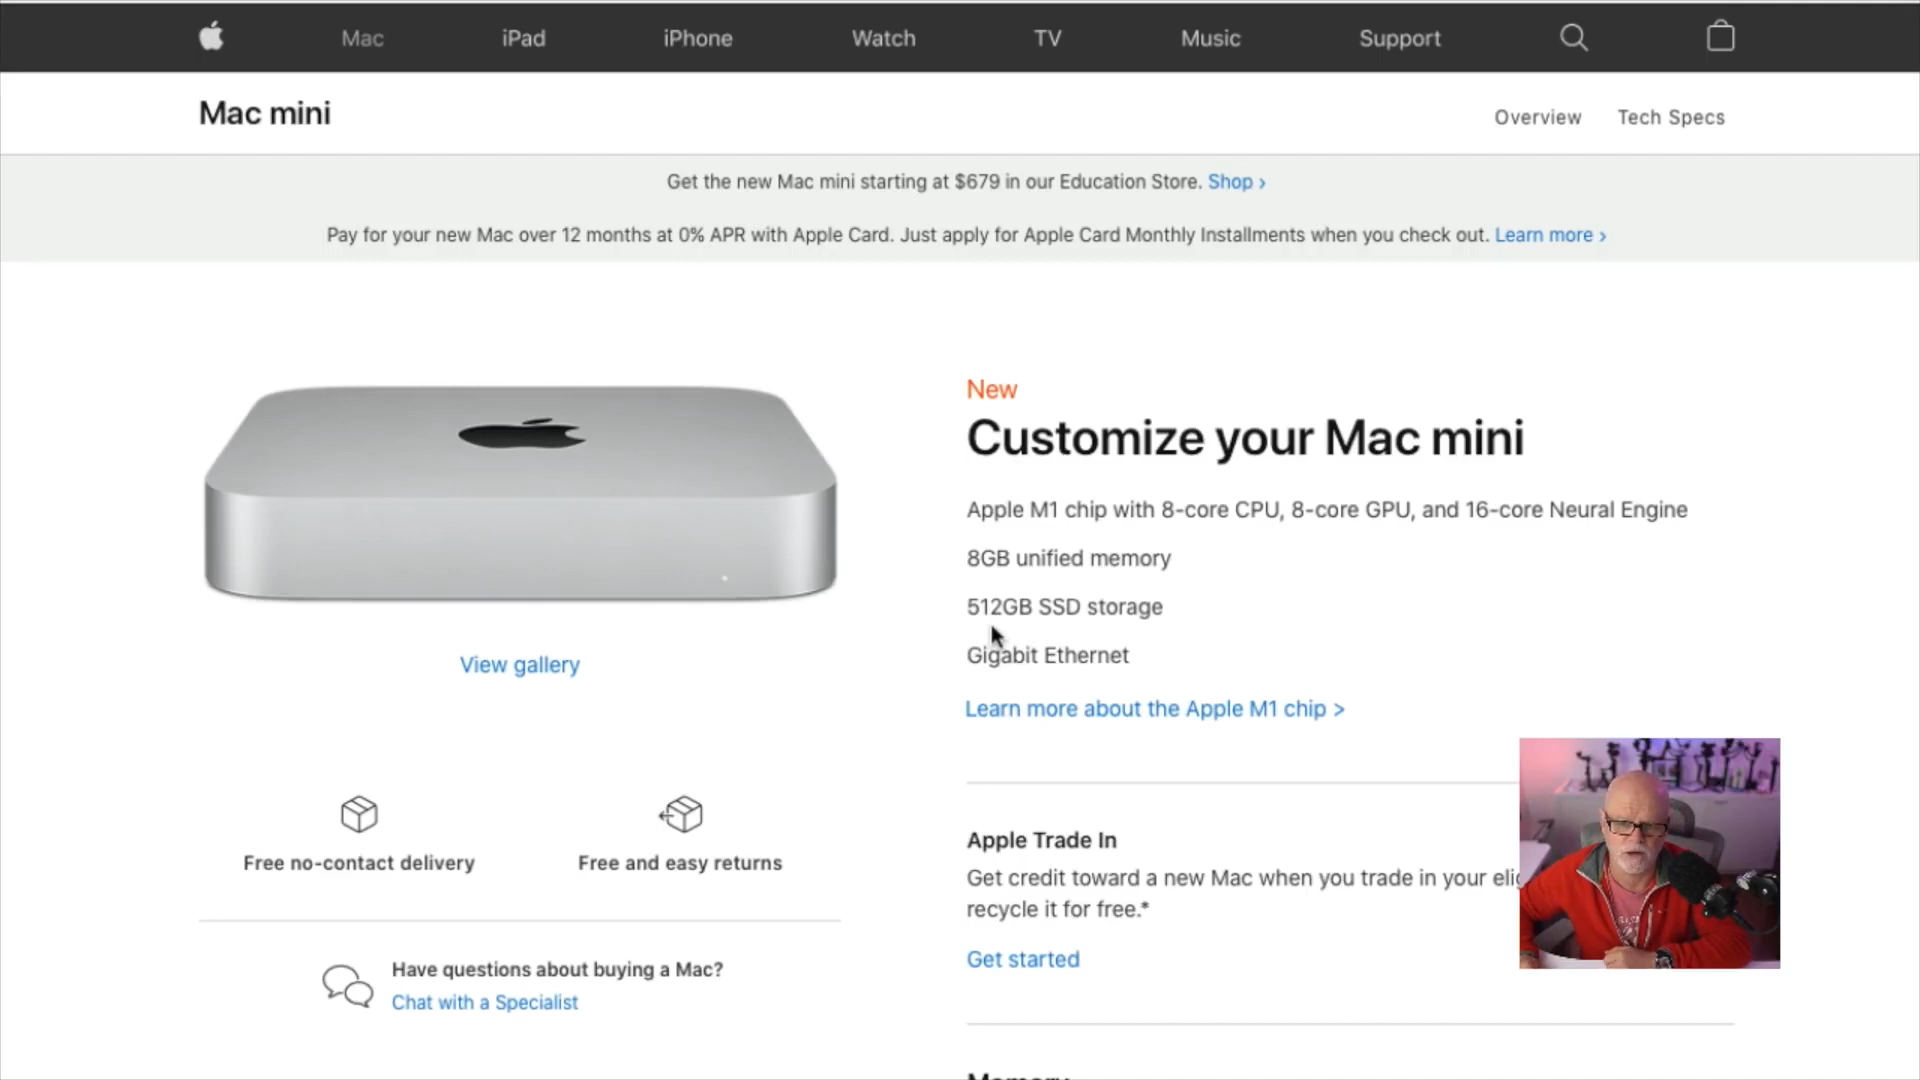 Mac iPad iPhone Watch TV Music Support
Mac mini
Overview Tech Specs
Get the new Mac mini starting at $679 in our Education Store. Shop ›
Pay for your new Mac over 12 months at 0% APR with Apple Card. Just apply for Apple Card Monthly Installments when you check out. Learn more ›
New
Customize your Mac mini
Apple M1 chip with 8-core CPU, 8-core GPU, and 16-core Neural Engine
8GB unified memory
512GB SSD storage
Gigabit Ethernet
Learn more about the Apple M1 chip >
View gallery
Free no-contact delivery
Free and easy returns
Have questions about buying a Mac?
Chat with a Specialist
Apple Trade In
Get credit toward a new Mac when you trade in your
recycle it for free.*
Get started